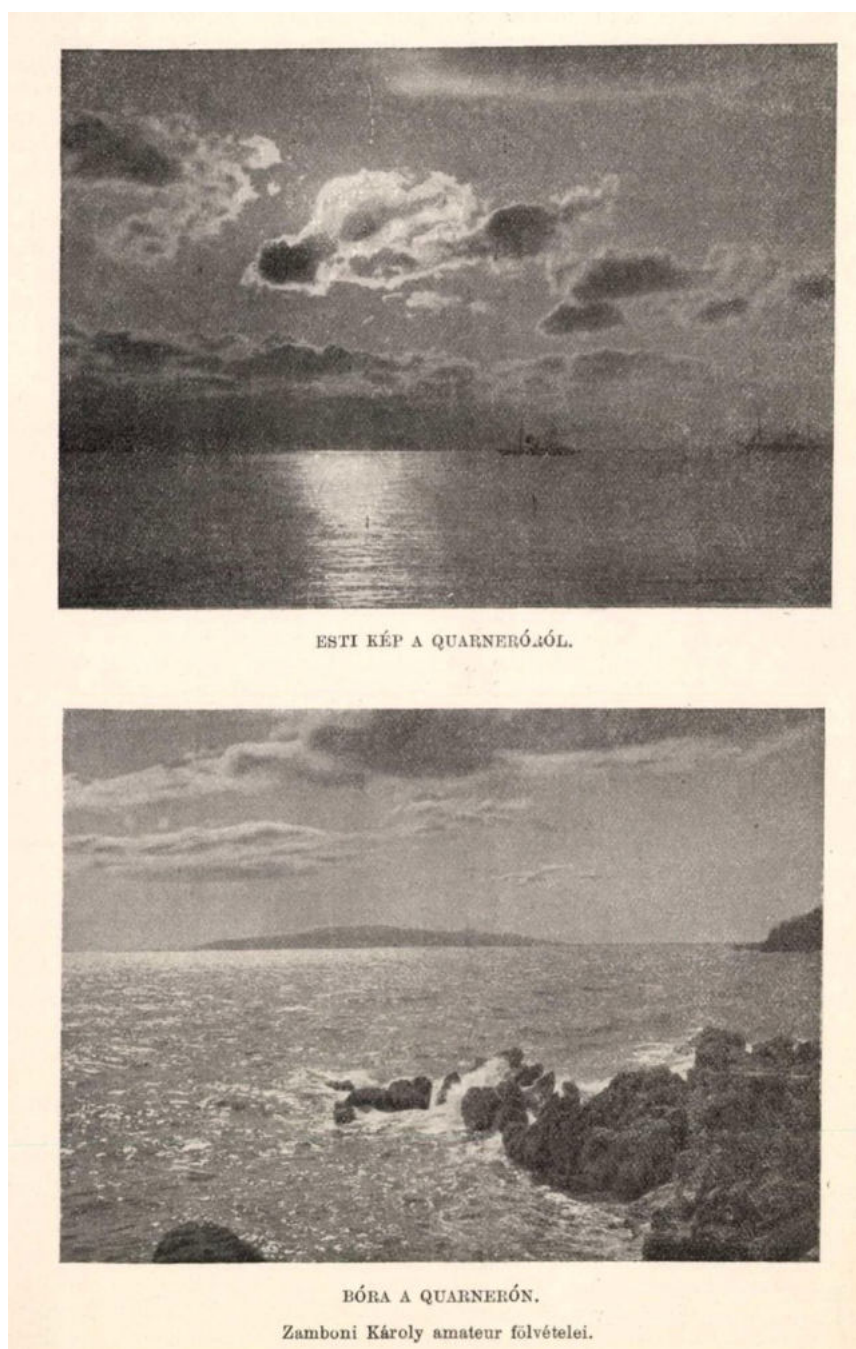 ESTI KÉP A QUARNERÓRÓL.
BÓRA A QUARNERÓN.
Zamboni Károly amateur fölvételei.